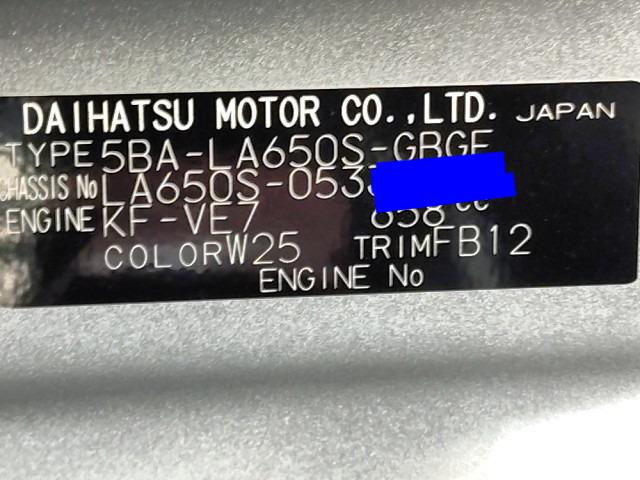 DAIHATSU MOTOR CO.,LTD. JAPAN
TYPE 5BA-LA650S-GBGF
CHASSIS No LA650S-053
ENGINE KF-VE7 658 cc
COLOR W25 TRIM FB12
ENGINE No